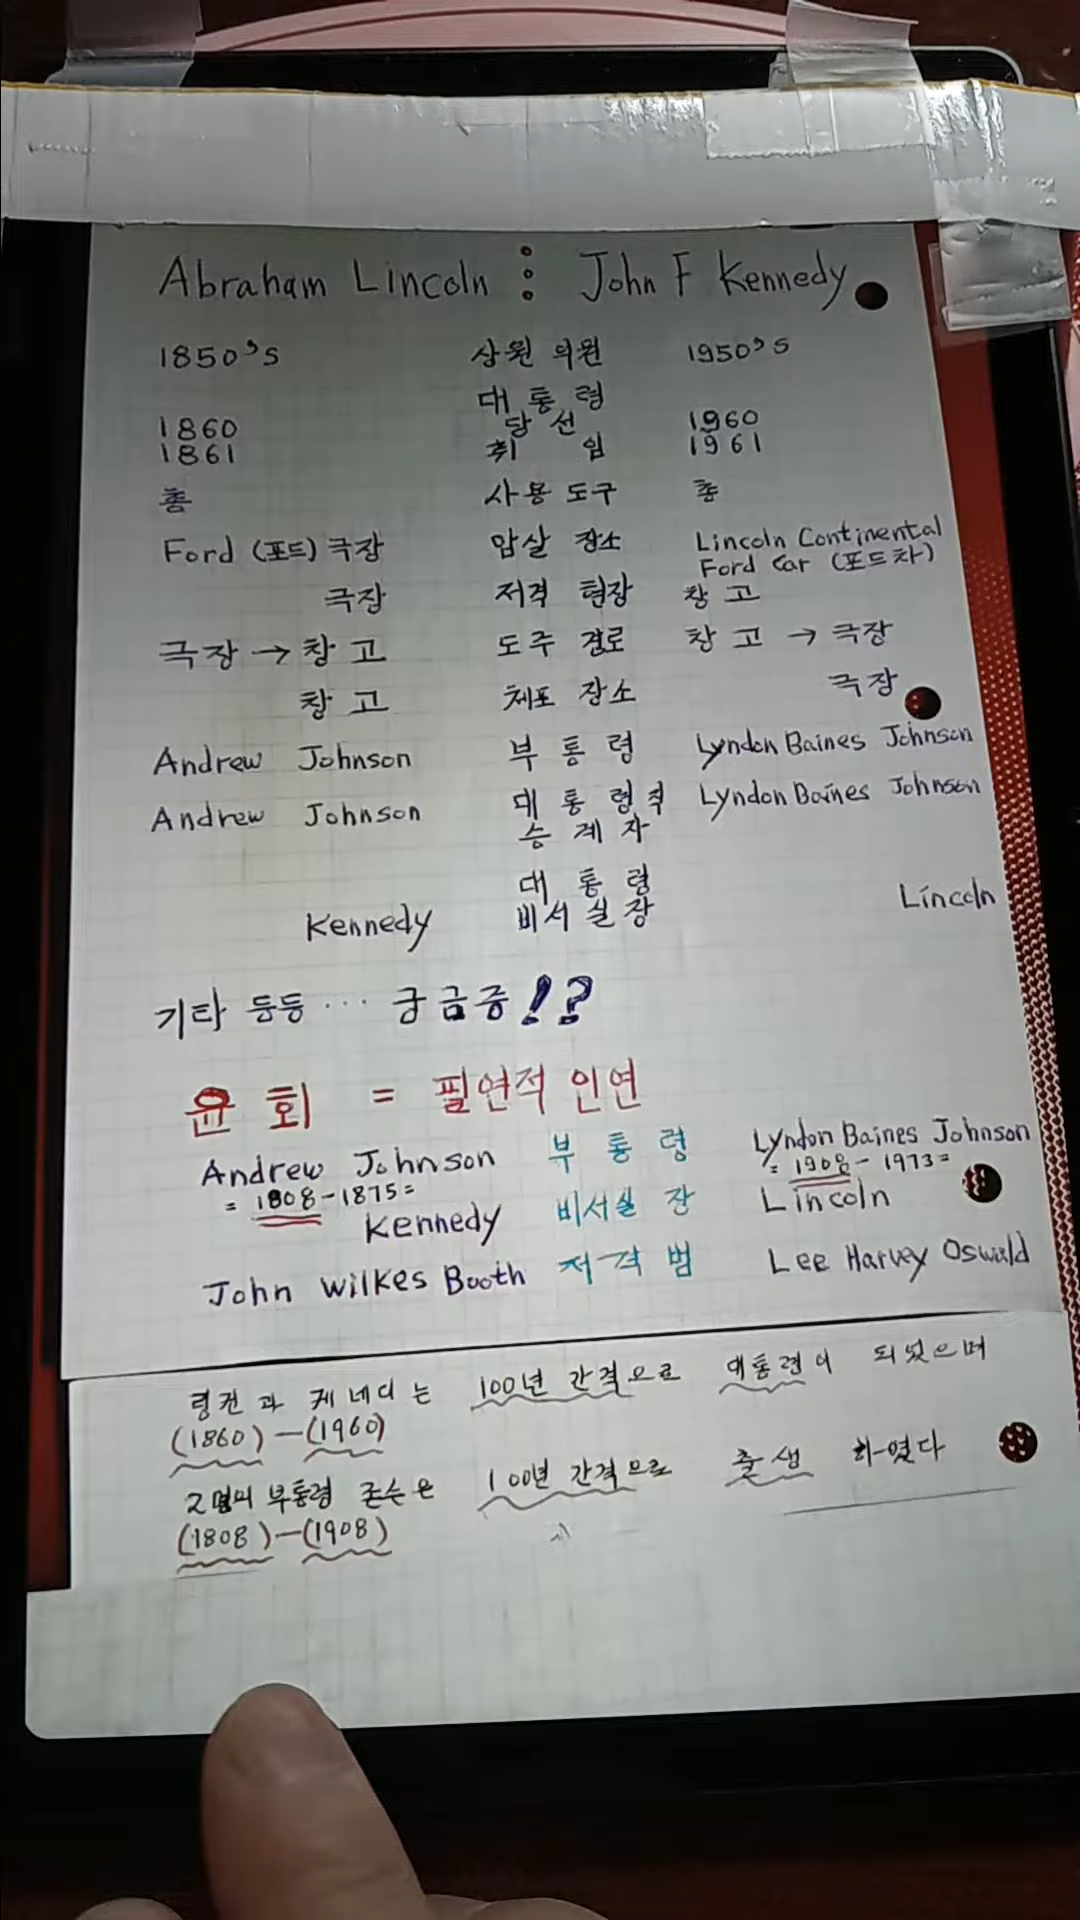 Abraham Lincoln : John F Kennedy
1850's 상원 의원 1950's
대 통 령
1860 당 선 1960
1861 취 임 1961
총 사용 도구 총
Ford (포드) 극장 암살 장소 Lincoln Continental
Ford Car (포드 차)
극장 저격 현장 창 고
극장 → 창 고 도주 경로 창 고 → 극장
창 고 체포 장소 극장
Andrew Johnson 부 통 령 Lyndon Baines Johnson
Andrew Johnson 대 통 령 직 Lyndon Baines Johnson
승 계 자
대 통 령
Kennedy 비서 실 장 Lincoln
기타 등등 ... 궁금증!?
윤 회 = 필연적 인연
Andrew Johnson 부 통 령 Lyndon Baines Johnson
= 1808 - 1875 = = 1908 - 1973 =
Kennedy 비서실 장 Lincoln
John Wilkes Booth 저 격 범 Lee Harvey Oswald
링컨 과 케 네디 는 100년 간격으로 대통령이 되었으며
(1860) - (1960)
2명의 부통령 존슨은 100년 간격으로 출생 하였다
(1808) - (1908)